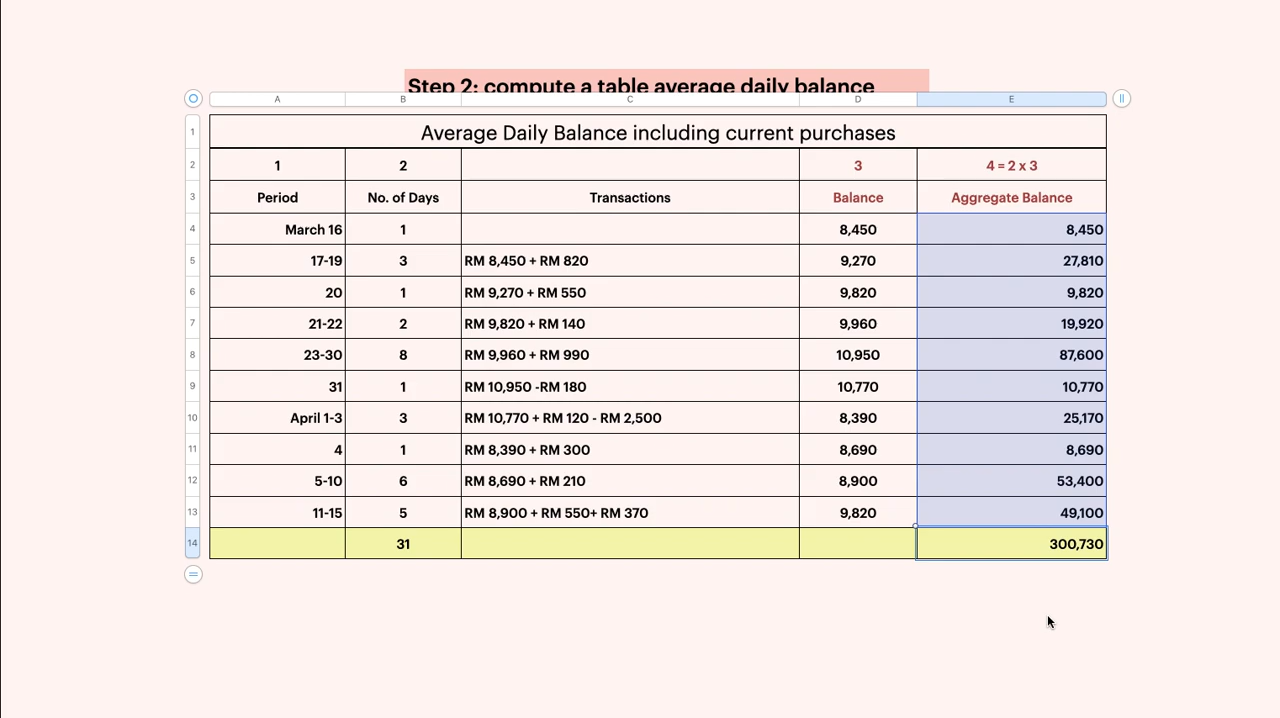 Step 2: compute a table average daily balance
A B C D E
1 Average Daily Balance including current purchases
2 1 2 3 4 = 2 x 3
3 Period No. of Days Transactions Balance Aggregate Balance
4 March 16 1 8,450 8,450
5 17-19 3 RM 8,450 + RM 820 9,270 27,810
6 20 1 RM 9,270 + RM 550 9,820 9,820
7 21-22 2 RM 9,820 + RM 140 9,960 19,920
8 23-30 8 RM 9,960 + RM 990 10,950 87,600
9 31 1 RM 10,950 -RM 180 10,770 10,770
10 April 1-3 3 RM 10,770 + RM 120 - RM 2,500 8,390 25,170
11 4 1 RM 8,390 + RM 300 8,690 8,690
12 5-10 6 RM 8,690 + RM 210 8,900 53,400
13 11-15 5 RM 8,900 + RM 550+ RM 370 9,820 49,100
14 31 300,730